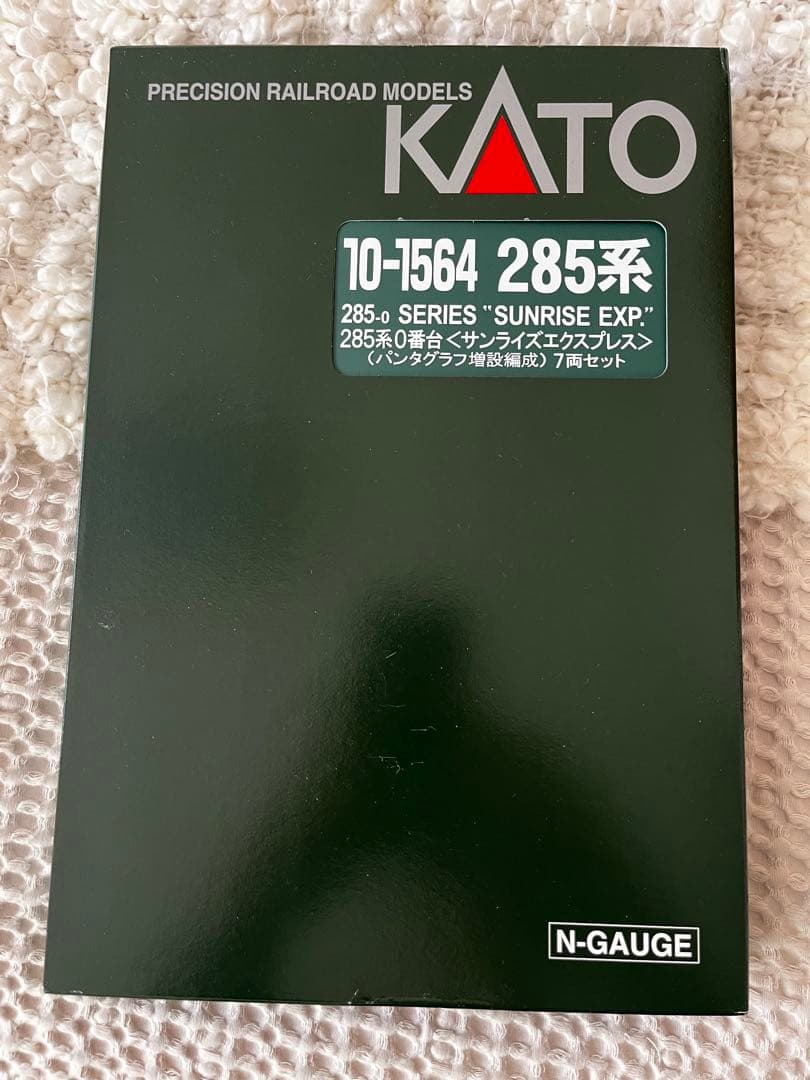 PRECISION RAILROAD MODELS
KATO
10-1564 285系
285-0 SERIES "SUNRISE EXP."
285系0番台<サンライズエクスプレス>
(パンタグラフ増設編成) 7両セット
N-GAUGE